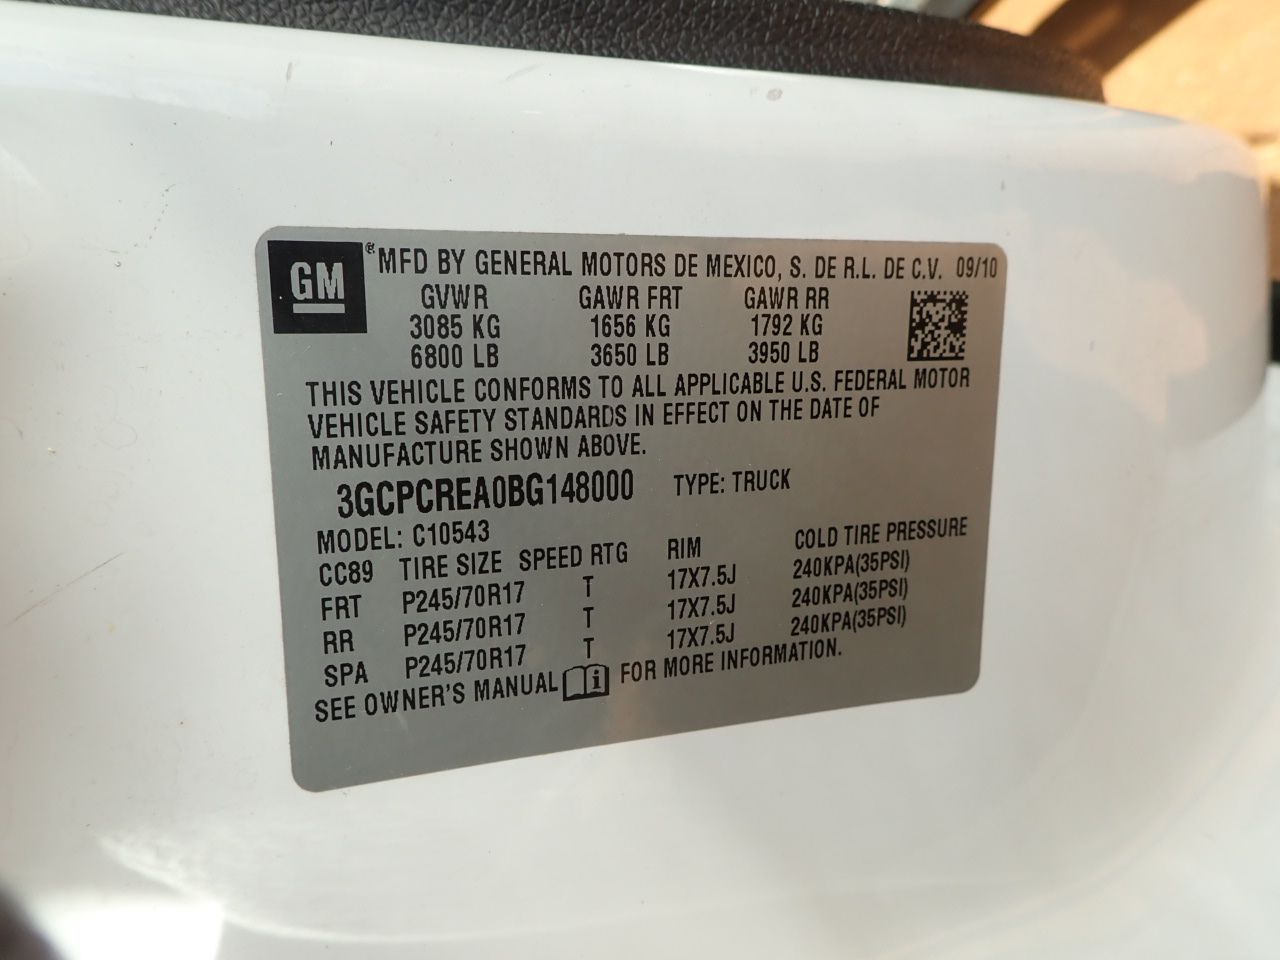 GM
® MFD BY GENERAL MOTORS DE MEXICO, S. DE R.L. DE C.V. 09/10
GVWR GAWR FRT GAWR RR
3085 KG 1656 KG 1792 KG
6800 LB 3650 LB 3950 LB
THIS VEHICLE CONFORMS TO ALL APPLICABLE U.S. FEDERAL MOTOR
VEHICLE SAFETY STANDARDS IN EFFECT ON THE DATE OF
MANUFACTURE SHOWN ABOVE.
3GCPCREA0BG148000 TYPE: TRUCK
MODEL: C10543
CC89 TIRE SIZE SPEED RTG RIM COLD TIRE PRESSURE
FRT P245/70R17 T 17X7.5J 240KPA(35PSI)
RR P245/70R17 T 17X7.5J 240KPA(35PSI)
SPA P245/70R17 T 17X7.5J 240KPA(35PSI)
SEE OWNER'S MANUAL i FOR MORE INFORMATION.